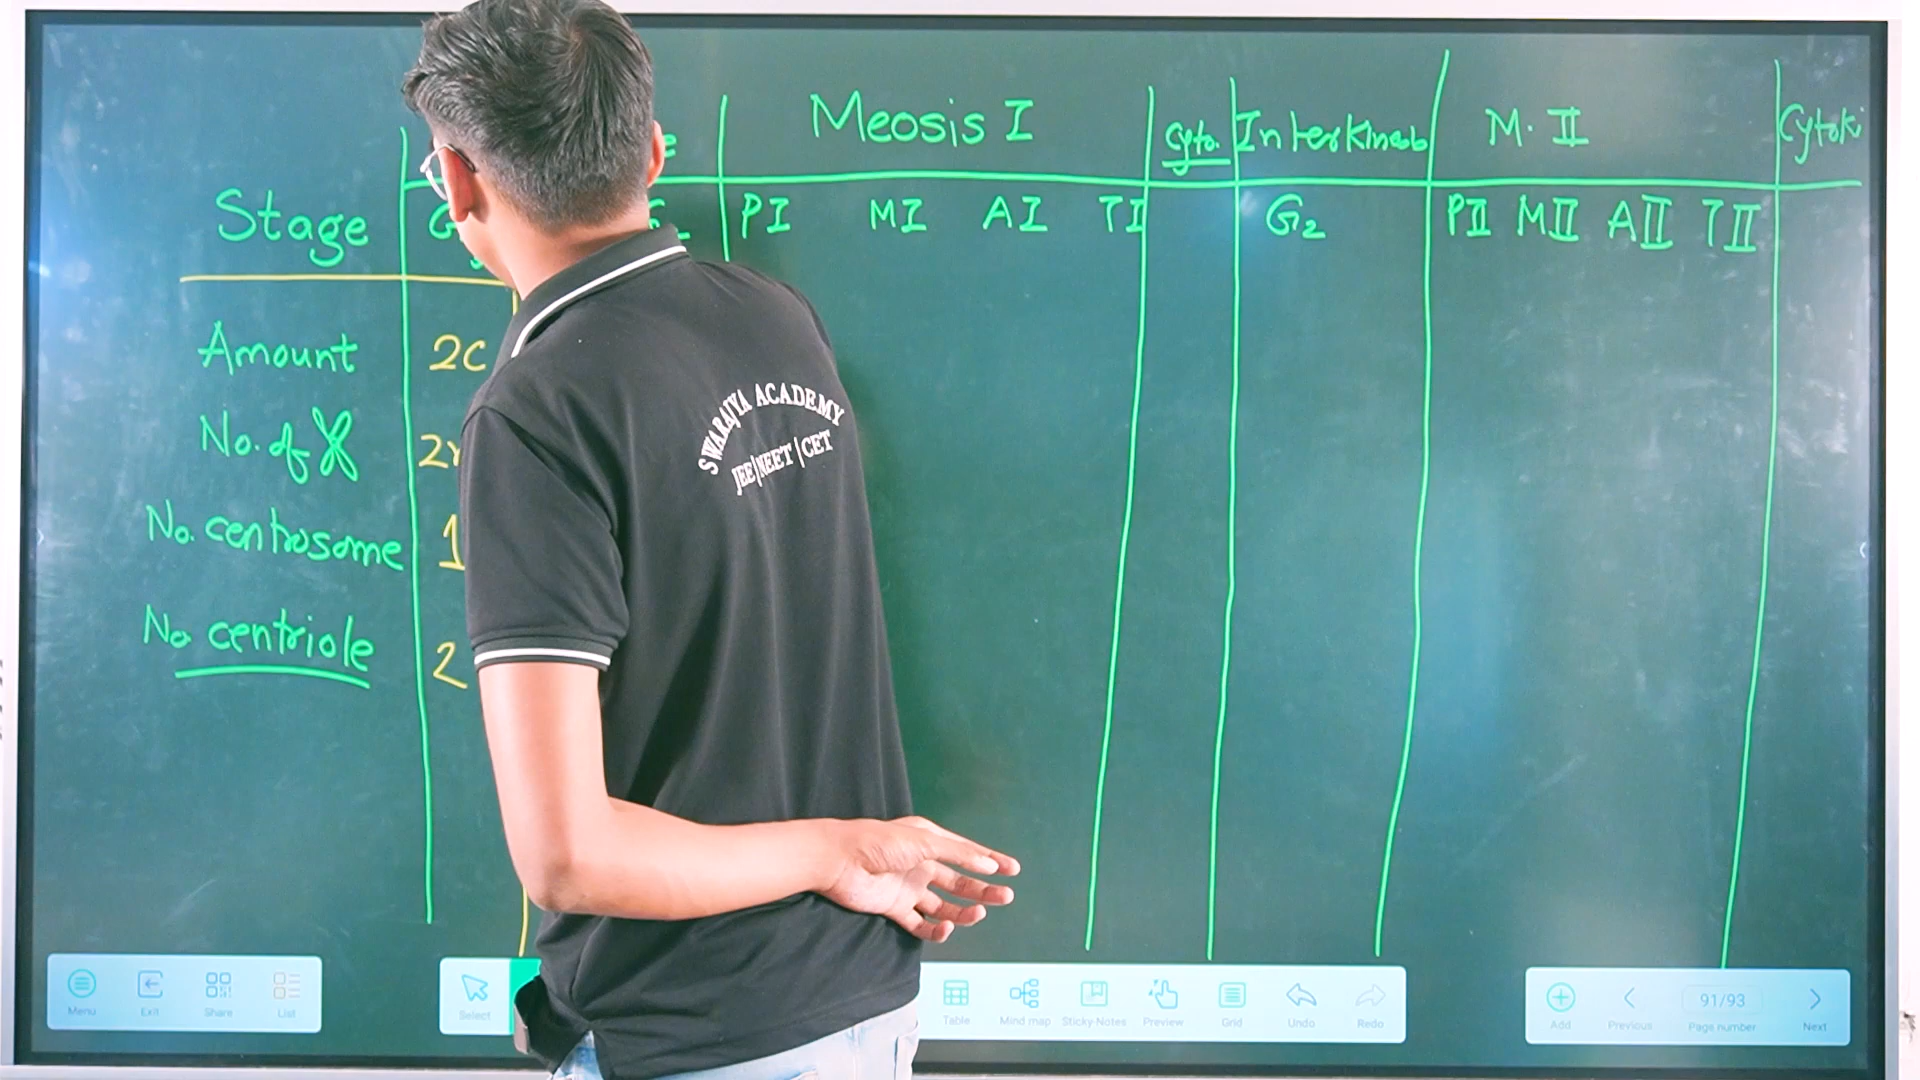 Meosis I Cyto. Interkinesis M. II Cytoki
Stage PI MI AI TI G2 PII MII AII TII
Amount 2C
No. of
No. centrosome 1
No centriole 2
SWARAJYA ACADEMY
JEE|NEET|CET
Menu Exit Share List Select Table Mind map Sticky Notes Preview Grid Undo Redo Add Previous 91/93 Page number Next